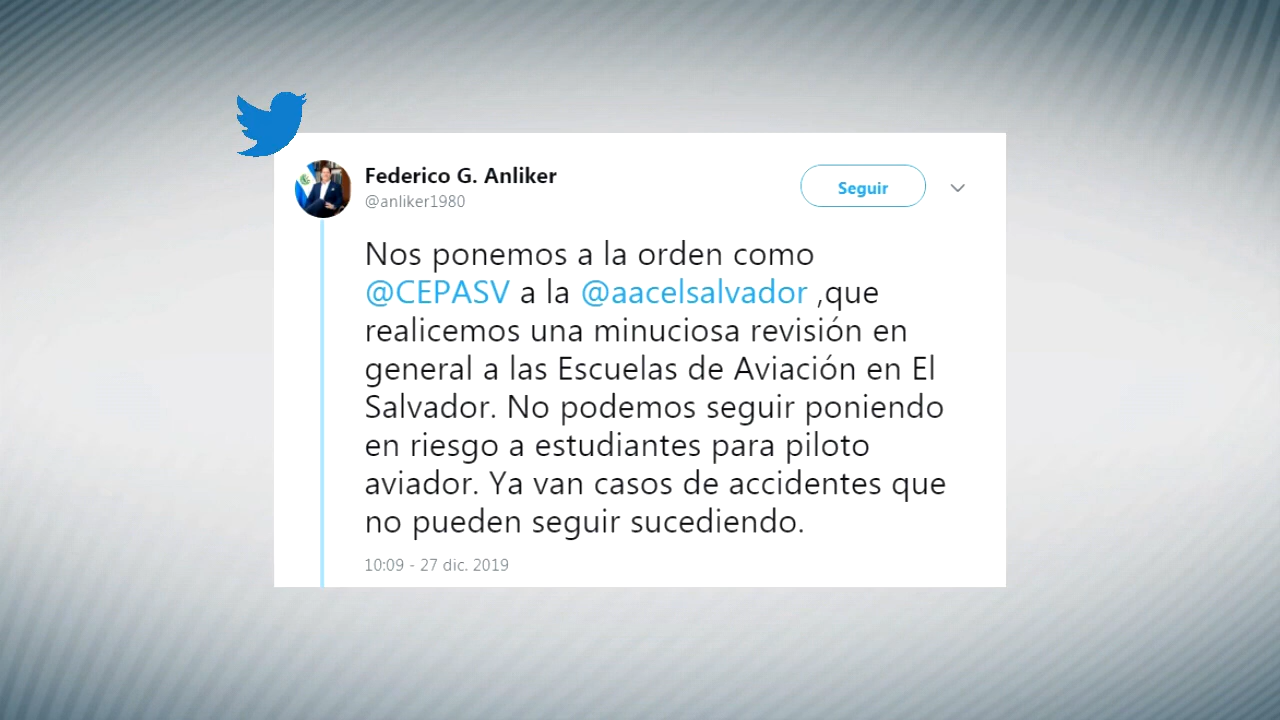 Federico G. Anliker
@anliker1980
Seguir
Nos ponemos a la orden como
@CEPASV a la @aacelsalvador ,que
realicemos una minuciosa revisión en
general a las Escuelas de Aviación en El
Salvador. No podemos seguir poniendo
en riesgo a estudiantes para piloto
aviador. Ya van casos de accidentes que
no pueden seguir sucediendo.
10:09 - 27 dic. 2019